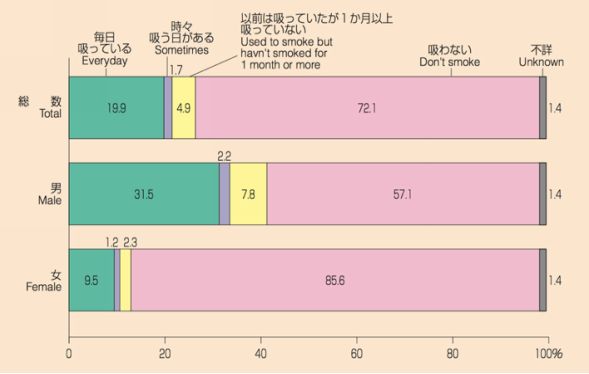 毎日
吸っている
Everyday
時々
吸う日がある
Sometimes
以前は吸っていたが1か月以上
吸っていない
Used to smoke but
havn't smoked for
1 month or more
吸わない
Don't smoke
不詳
Unknown
総 数
Total
19.9
1.7
4.9
72.1
1.4
男
Male
31.5
2.2
7.8
57.1
1.4
女
Female
9.5
1.2
2.3
85.6
1.4
0
20
40
60
80
100%